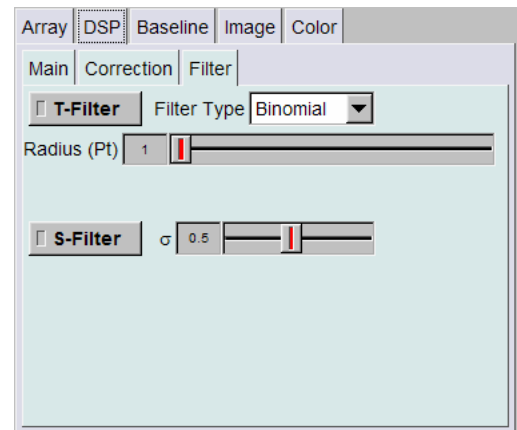 Array DSP Baseline Image Color
Main Correction Filter
T-Filter Filter Type Binomial
Radius (Pt) 1
S-Filter σ 0.5